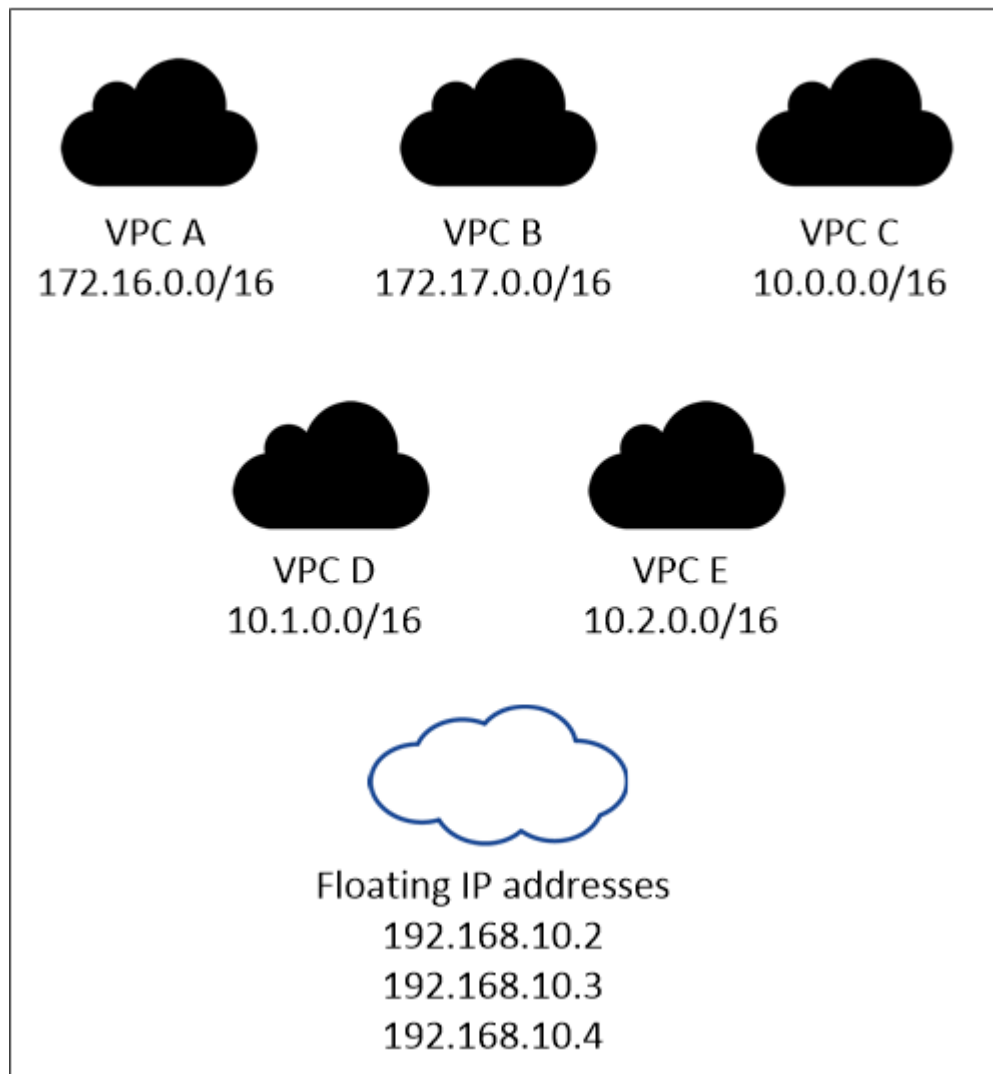 VPC A
172.16.0.0/16
VPC B
172.17.0.0/16
VPC C
10.0.0.0/16
VPC D
10.1.0.0/16
VPC E
10.2.0.0/16
Floating IP addresses
192.168.10.2
192.168.10.3
192.168.10.4